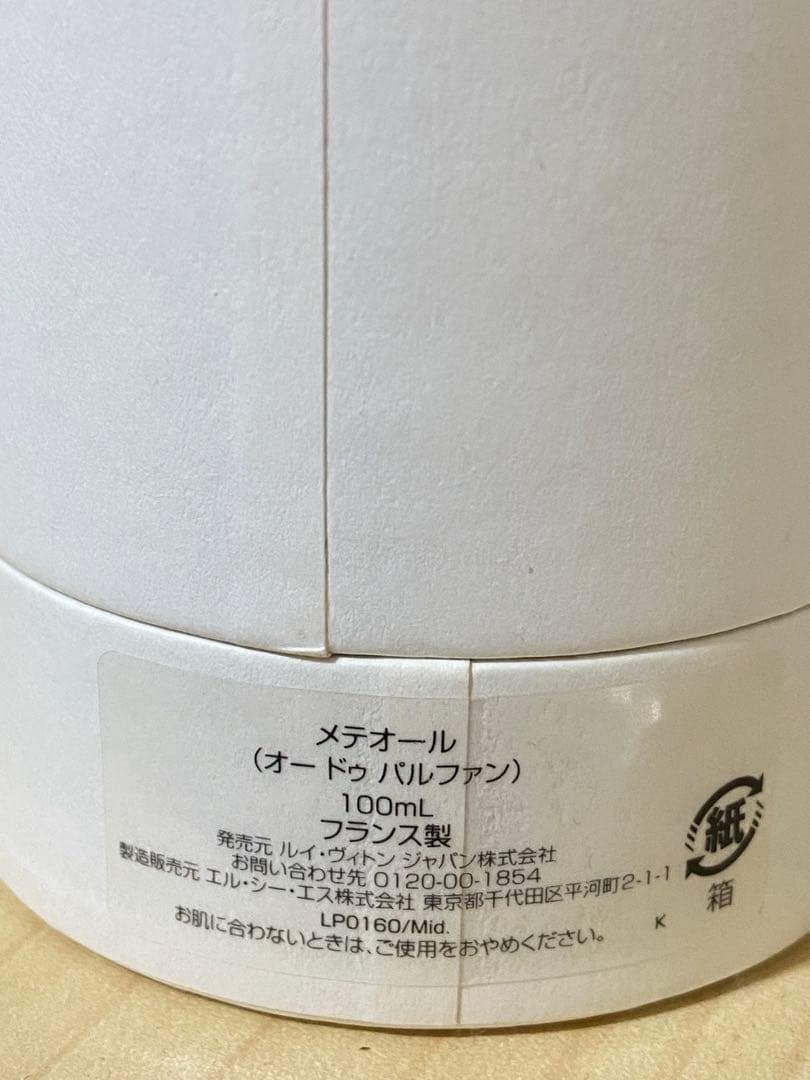 メテオール
(オー ドゥ パルファン)
100mL
フランス製
発売元 ルイ・ヴィトン ジャパン株式会社
お問い合わせ先 0120-00-1854
製造販売元 エル・シー・エス株式会社 東京都千代田区平河町2-1-1
LP0160/Mid.
お肌に合わないときは、ご使用をおやめください。
K
紙
箱